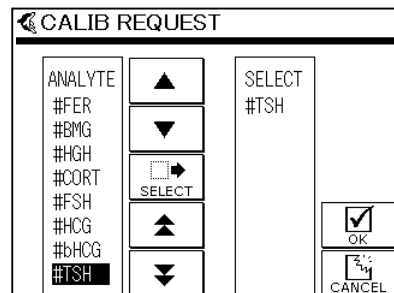 CALIB REQUEST
ANALYTE
#FER
#BMG
#HGH
#CORT
#FSH
#HCG
#bHCG
#TSH
SELECT
SELECT
#TSH
OK
CANCEL